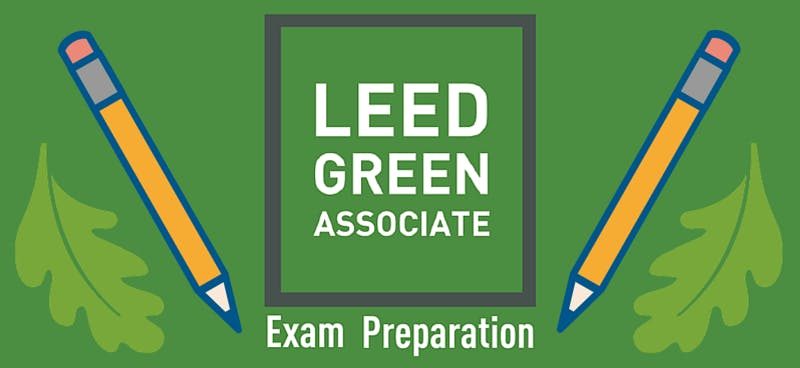 LEED
GREEN
ASSOCIATE
Exam Preparation